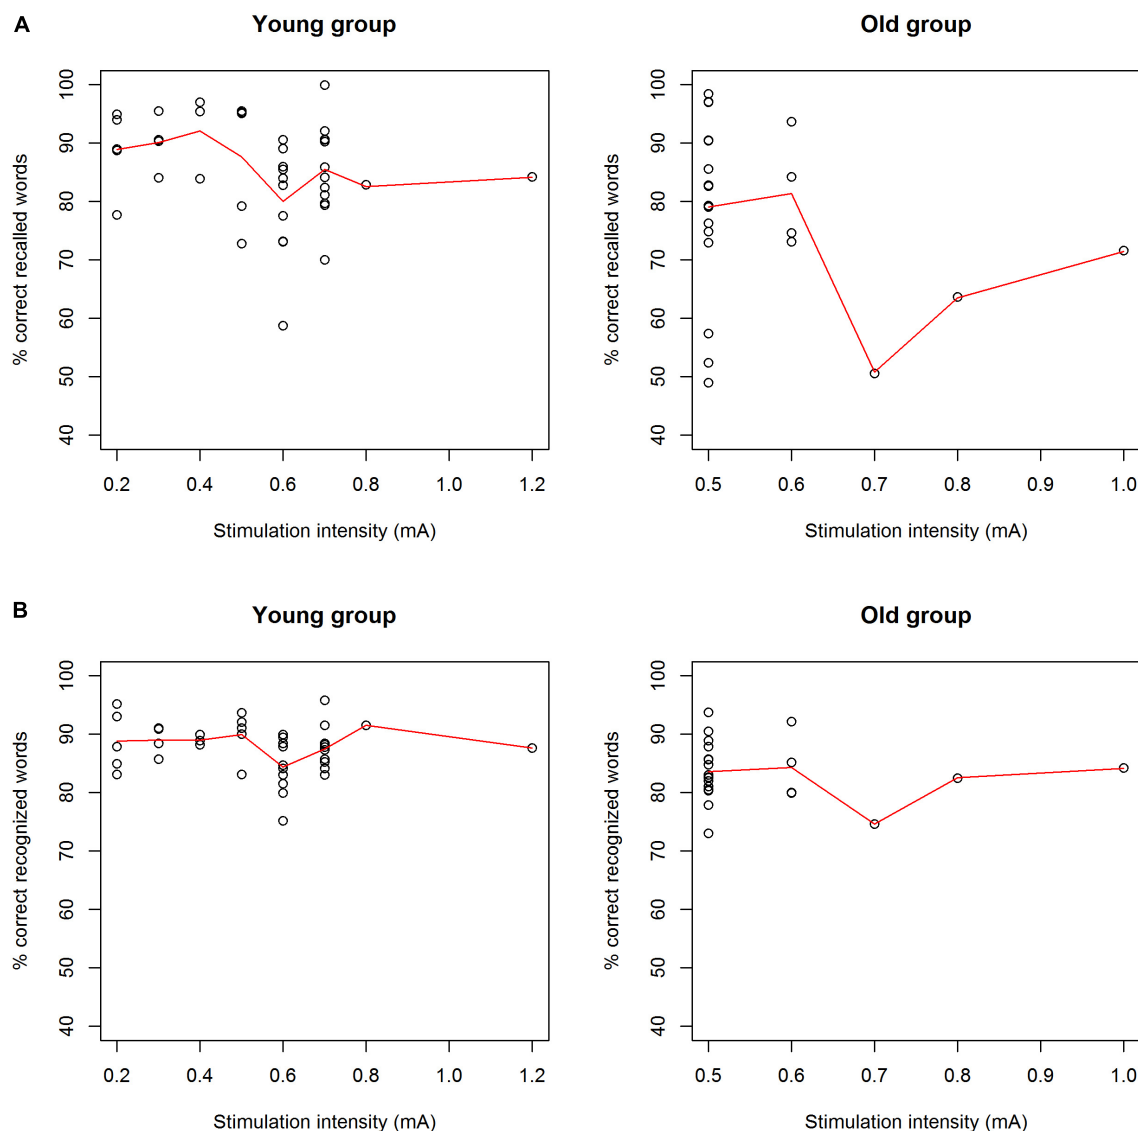 A
Young group
Old group
% correct recalled words
100
90
80
70
60
50
40
0.2 0.4 0.6 0.8 1.0 1.2
Stimulation intensity (mA)
% correct recalled words
100
90
80
70
60
50
40
0.5 0.6 0.7 0.8 0.9 1.0
Stimulation intensity (mA)
B
Young group
Old group
% correct recognized words
100
90
80
70
60
50
40
0.2 0.4 0.6 0.8 1.0 1.2
Stimulation intensity (mA)
% correct recognized words
100
90
80
70
60
50
40
0.5 0.6 0.7 0.8 0.9 1.0
Stimulation intensity (mA)